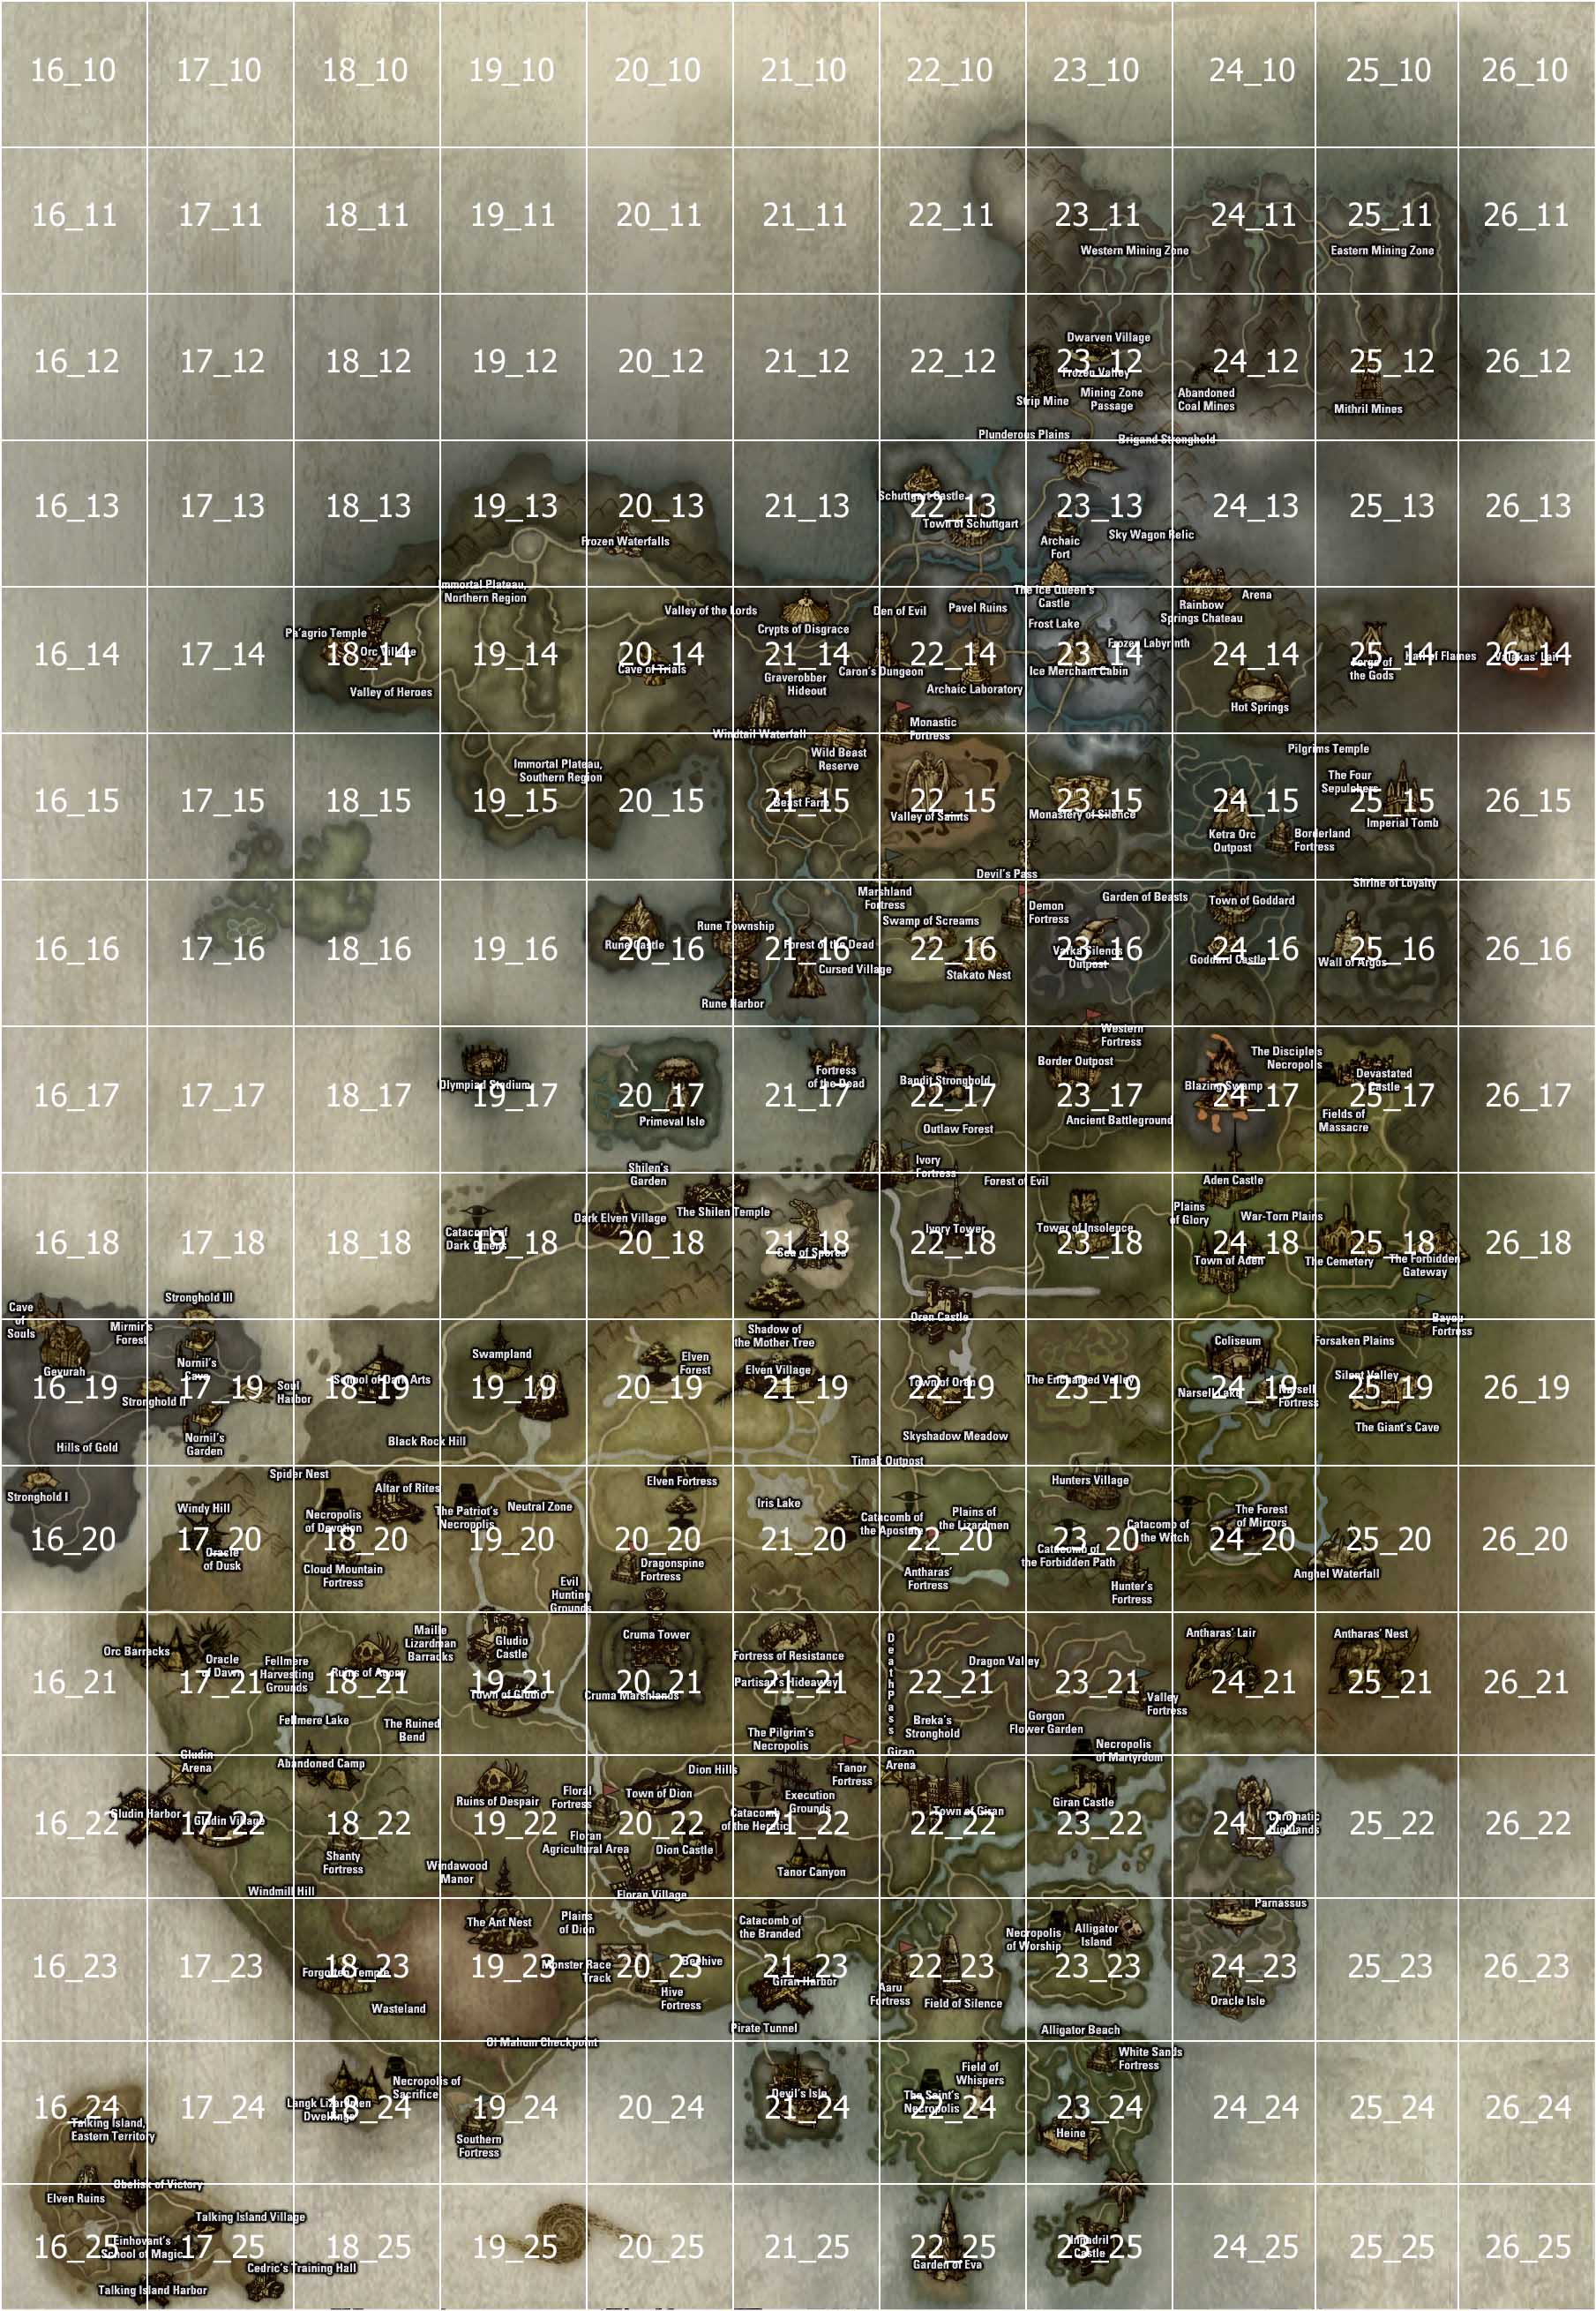 16_10 17_10 18_10 19_10 20_10 21_10 22_10 23_10 24_10 25_10 26_10
16_11 17_11 18_11 19_11 20_11 21_11 22_11 23_11 24_11 25_11 26_11
Western Mining Zone
Eastern Mining Zone
Dwarven Village
16_12 17_12 18_12 19_12 20_12 21_12 22_12 23_12 24_12 25_12 26_12
Frozen Valley
Strip Mine
Mining Zone
Passage
Abandoned
Coal Mines
Mithril Mines
Plunderous Plains
Brigand Stronghold
Schuttgart Castle
16_13 17_13 18_13 19_13 20_13 21_13 22_13 23_13 24_13 25_13 26_13
Town of Schuttgart
Frozen Waterfalls
Archaic
Fort
Sky Wagon Relic
Immortal Plateau,
Northern Region
The Ice Queen's
Castle
Arena
Rainbow
Springs Chateau
Valley of the Lords
Den of Evil
Pavel Ruins
Crypts of Disgrace
Frost Lake
Pa'agrio Temple
Frozen Labyrinth
Orc Village
16_14 17_14 18_14 19_14 20_14 21_14 22_14 23_14 24_14 25_14 26_14
Hall of Flames
Valakas' Lair
Forge of
the Gods
Cave of Trials
Caron's Dungeon
Ice Merchant Cabin
Graverobber
Hideout
Archaic Laboratory
Valley of Heroes
Hot Springs
Monastic
Fortress
Windtail Waterfall
Wild Beast
Reserve
Pilgrims Temple
Immortal Plateau,
Southern Region
The Four
Sepulchers
16_15 17_15 18_15 19_15 20_15 21_15 22_15 23_15 24_15 25_15 26_15
Beast Farm
Valley of Saints
Monastery of Silence
Imperial Tomb
Ketra Orc
Outpost
Borderland
Fortress
Devil's Pass
Shrine of Loyalty
Marshland
Fortress
Garden of Beasts
Town of Goddard
Demon
Fortress
Swamp of Screams
Rune Township
Rune Castle
Forest of the Dead
16_16 17_16 18_16 19_16 20_16 21_16 22_16 23_16 24_16 25_16 26_16
Varka Silenos
Outpost
Goddard Castle
Wall of Argos
Cursed Village
Stakato Nest
Rune Harbor
Western
Fortress
The Disciple's
Necropolis
Border Outpost
Fortress
of the Dead
Devastated
Castle
Bandit Stronghold
Olympiad Stadium
Blazing Swamp
16_17 17_17 18_17 19_17 20_17 21_17 22_17 23_17 24_17 25_17 26_17
Primeval Isle
Ancient Battleground
Fields of
Massacre
Outlaw Forest
Ivory
Fortress
Shilen's
Garden
Forest of Evil
Aden Castle
The Shilen Temple
Dark Elven Village
Plains
of Glory
War-Torn Plains
Catacomb of
Dark Omens
Ivory Tower
Tower of Insolence
16_18 17_18 18_18 19_18 20_18 21_18 22_18 23_18 24_18 25_18 26_18
Sea of Spores
Town of Aden
The Cemetery
The Forbidden
Gateway
Stronghold III
Cave
of
Souls
Oren Castle
Bayou
Fortress
Mirmir's
Forest
Shadow of
the Mother Tree
Coliseum
Forsaken Plains
Swampland
Elven
Forest
Nornil's
Cave
Gevurah
Elven Village
School of Dark Arts
Town of Oren
The Enchanted Valley
Silent Valley
16_19 17_19 18_19 19_19 20_19 21_19 22_19 23_19 24_19 25_19 26_19
Soul
Harbor
Stronghold II
Narsell Lake
Narsell
Fortress
The Giant's Cave
Nornil's
Garden
Hills of Gold
Black Rock Hill
Skyshadow Meadow
Timak Outpost
Spider Nest
Stronghold I
Elven Fortress
Hunters Village
Altar of Rites
Windy Hill
Neutral Zone
Iris Lake
The Patriot's
Necropolis
Necropolis
of Devotion
Catacomb of
the Apostate
Plains of
the Lizardmen
The Forest
of Mirrors
Catacomb of
the Witch
16_20 17_20 18_20 19_20 20_20 21_20 22_20 23_20 24_20 25_20 26_20
Oracle
of Dusk
Catacomb of
the Forbidden Path
Cloud Mountain
Fortress
Dragonspine
Fortress
Antharas'
Fortress
Anghel Waterfall
Evil
Hunting
Grounds
Hunter's
Fortress
Maille
Lizardman
Barracks
Gludio
Castle
Cruma Tower
Antharas' Lair
Antharas' Nest
Orc Barracks
Oracle
of Dawn
Fellmere
Harvesting
Grounds
Ruins of Agony
Fortress of Resistance
Death Pass
Dragon Valley
16_21 17_21 18_21 19_21 20_21 21_21 22_21 23_21 24_21 25_21 26_21
Partisan's Hideaway
Town of Gludio
Cruma Marshlands
Valley
Fortress
Fellmere Lake
The Ruined
Bend
The Pilgrim's
Necropolis
Breka's
Stronghold
Gorgon
Flower Garden
Necropolis
of Martyrdom
Giran
Arena
Gludin
Arena
Abandoned Camp
Dion Hills
Tanor
Fortress
Ruins of Despair
Floral
Fortress
Town of Dion
Execution
Grounds
Giran Castle
Gludin Harbor
Gludin Village
Catacomb
of the Heretic
Town of Giran
Chromatic
Highlands
16_22 17_22 18_22 19_22 20_22 21_22 22_22 23_22 24_22 25_22 26_22
Floran
Agricultural Area
Dion Castle
Shanty
Fortress
Windawood
Manor
Tanor Canyon
Windmill Hill
Floran Village
Parnassus
The Ant Nest
Plains
of Dion
Catacomb of
the Branded
Necropolis
of Worship
Alligator
Island
Monster Race
Track
Beehive
16_23 17_23 18_23 19_23 20_23 21_23 22_23 23_23 24_23 25_23 26_23
Forgotten Temple
Giran Harbor
Hive
Fortress
Aaru
Fortress
Field of Silence
Oracle Isle
Wasteland
Pirate Tunnel
Alligator Beach
Ol Mahum Checkpoint
White Sands
Fortress
Field of
Whispers
Necropolis of
Sacrifice
Devil's Isle
The Saint's
Necropolis
Langk Lizardmen
Dwellings
16_24 17_24 18_24 19_24 20_24 21_24 22_24 23_24 24_24 25_24 26_24
Talking Island,
Eastern Territory
Southern
Fortress
Heine
Obelisk of Victory
Elven Ruins
Talking Island Village
Einhovant's
School of Magic
Innadril
Castle
16_25 17_25 18_25 19_25 20_25 21_25 22_25 23_25 24_25 25_25 26_25
Cedric's Training Hall
Garden of Eva
Talking Island Harbor